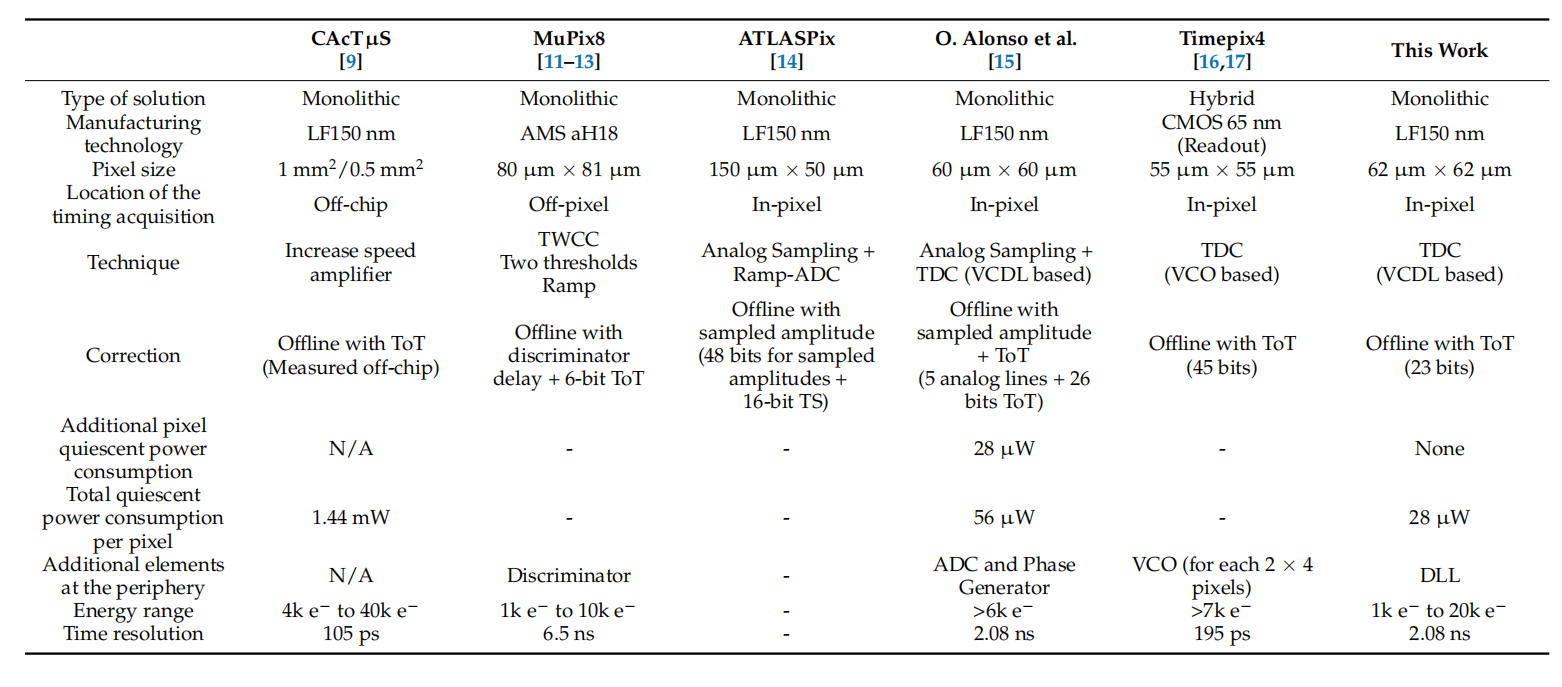 CAcTμS MuPix8 ATLASPix O. Alonso et al. Timepix4 This Work
[9] [11–13] [14] [15] [16,17]
Type of solution Monolithic Monolithic Monolithic Monolithic Hybrid Monolithic
Manufacturing technology LF150 nm AMS aH18 LF150 nm LF150 nm CMOS 65 nm (Readout) LF150 nm
Pixel size 1 mm²/0.5 mm² 80 μm × 81 μm 150 μm × 50 μm 60 μm × 60 μm 55 μm × 55 μm 62 μm × 62 μm
Location of the timing acquisition Off-chip Off-pixel In-pixel In-pixel In-pixel In-pixel
Technique Increase speed amplifier TWCC Two thresholds Ramp Analog Sampling + Ramp-ADC Analog Sampling + TDC (VCDL based) TDC (VCO based) TDC (VCDL based)
Correction Offline with ToT (Measured off-chip) Offline with discriminator delay + 6-bit ToT Offline with sampled amplitude (48 bits for sampled amplitudes + 16-bit TS) Offline with sampled amplitude + ToT (5 analog lines + 26 bits ToT) Offline with ToT (45 bits) Offline with ToT (23 bits)
Additional pixel quiescent power consumption N/A - - 28 μW - None
Total quiescent power consumption per pixel 1.44 mW - - 56 μW - 28 μW
Additional elements at the periphery N/A Discriminator - ADC and Phase Generator VCO (for each 2 × 4 pixels) DLL
Energy range 4k e⁻ to 40k e⁻ 1k e⁻ to 10k e⁻ - >6k e⁻ >7k e⁻ 1k e⁻ to 20k e⁻
Time resolution 105 ps 6.5 ns - 2.08 ns 195 ps 2.08 ns